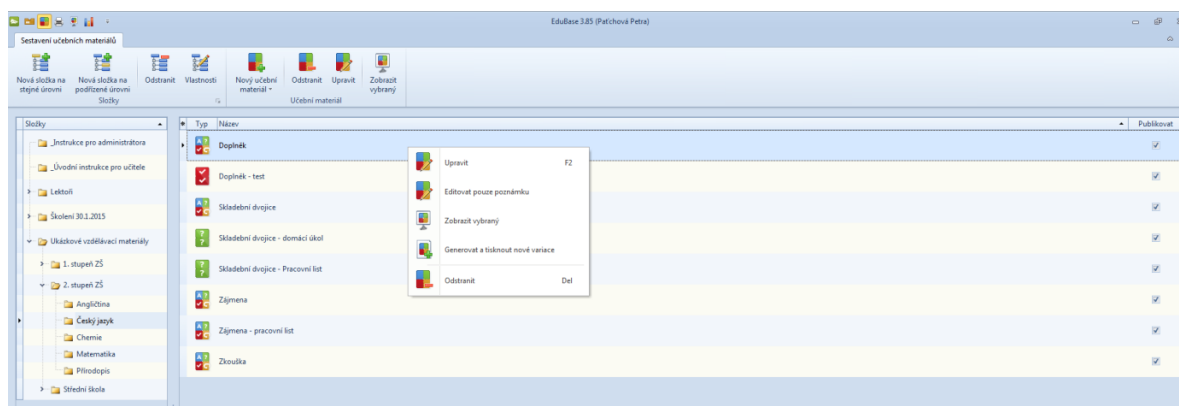 EduBase 3.85 (Patchová Petra)
Sestavení učebních materiálů
Nová složka na stejné úrovni
Nová složka na podřízené úrovni
Odstranit
Vlastnosti
Nový učební materiál
Odstranit
Upravit
Zobrazit vybraný
Složky
Učební materiál
Složky
Typ
Název
Publikovat
_Instrukce pro administrátora
_Úvodní instrukce pro učitele
Lektoři
Školení 30.1.2015
Ukázkové vzdělávací materiály
1. stupeň ZŠ
2. stupeň ZŠ
Angličtina
Český jazyk
Chemie
Matematika
Přírodopis
Střední škola
Doplněk
Doplněk - test
Skladební dvojice
Skladební dvojice - domácí úkol
Skladební dvojice - Pracovní list
Zájmena
Zájmena - pracovní list
Zkouška
Upravit F2
Editovat pouze poznámku
Zobrazit vybraný
Generovat a tisknout nové variace
Odstranit Del